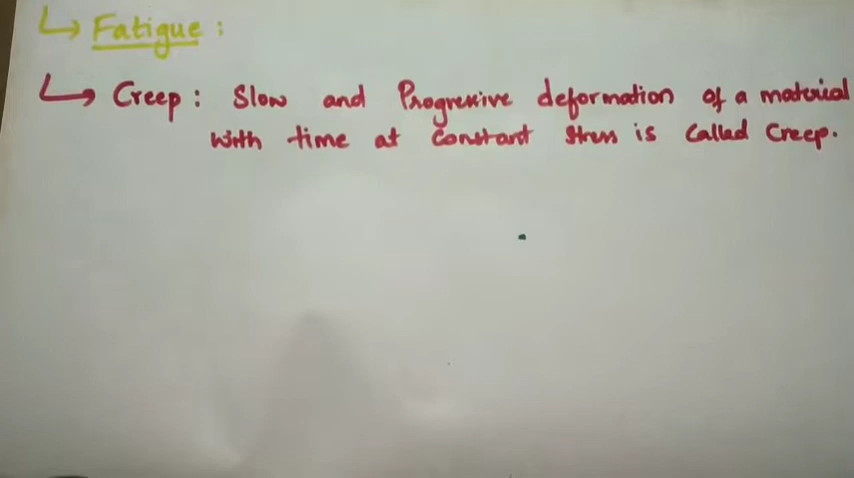 ↳ Fatigue :
↳ Creep : Slow and Progressive deformation of a material
with time at constant stress is called Creep.